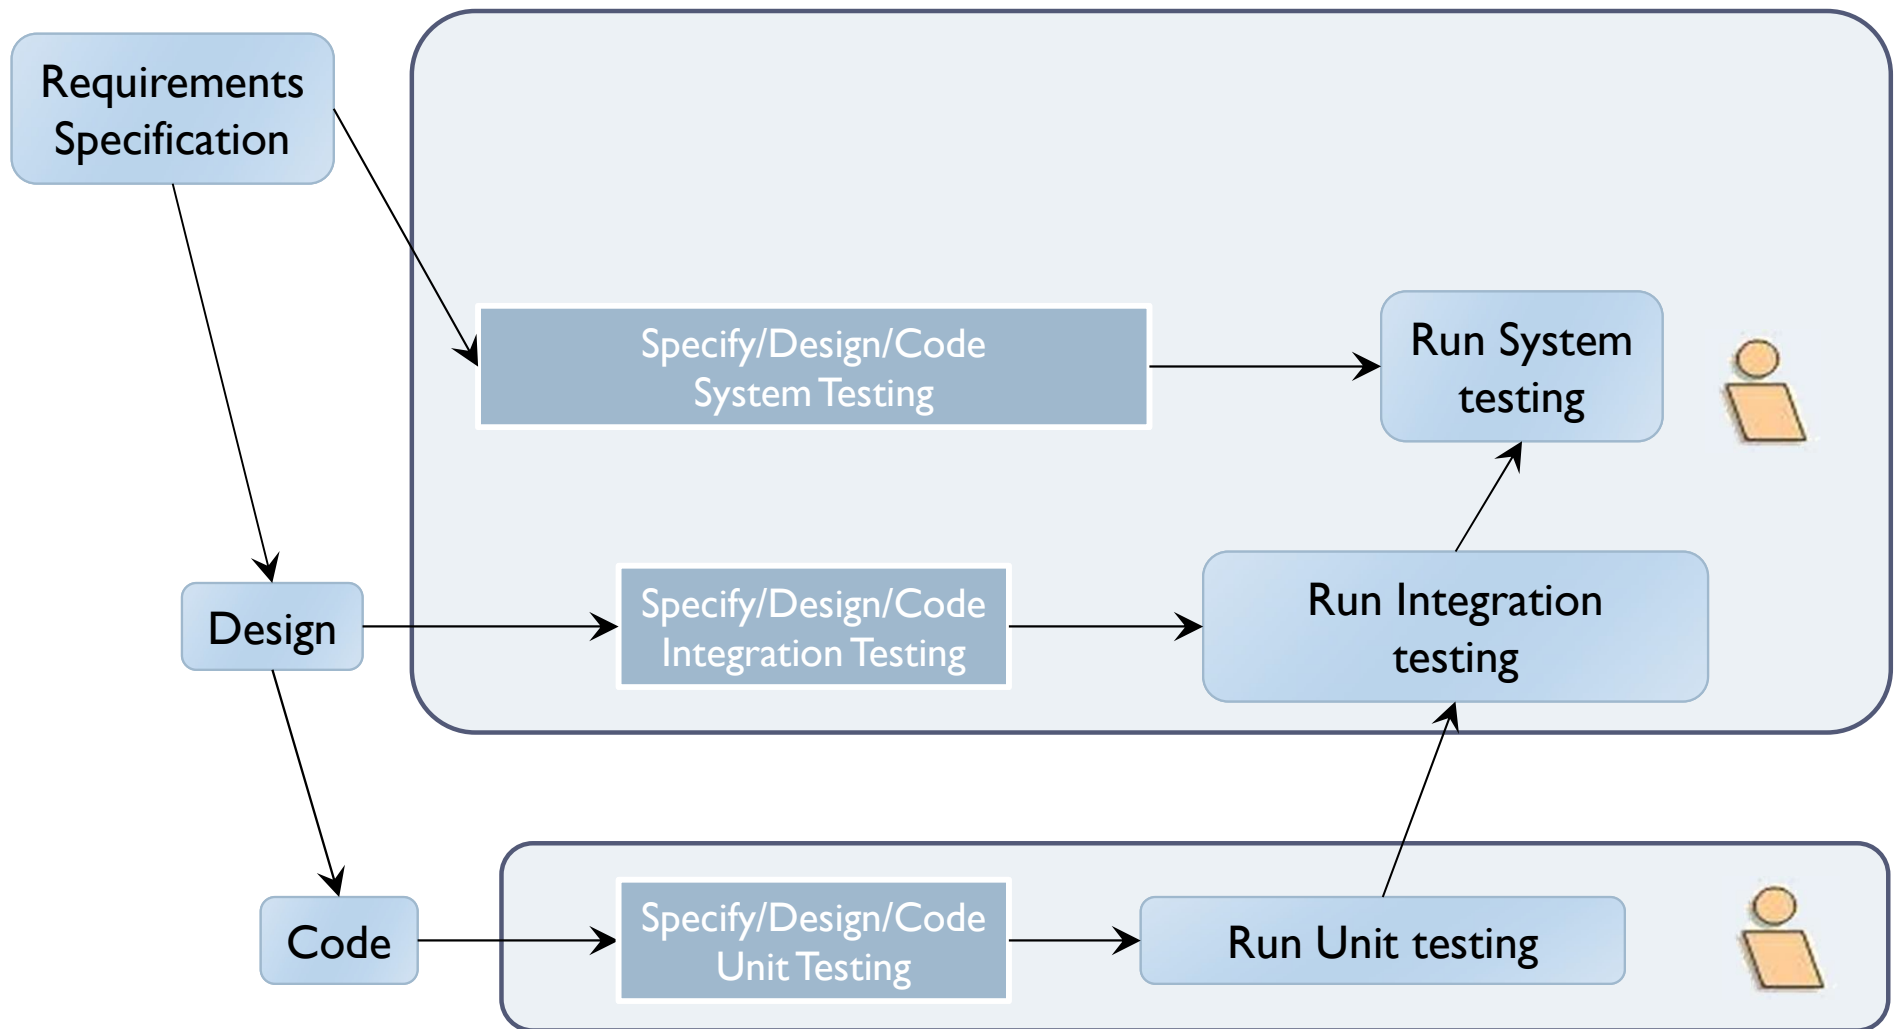 Requirements
Specification
Specify/Design/Code
System Testing
Run System
testing
Design
Specify/Design/Code
Integration Testing
Run Integration
testing
Code
Specify/Design/Code
Unit Testing
Run Unit testing